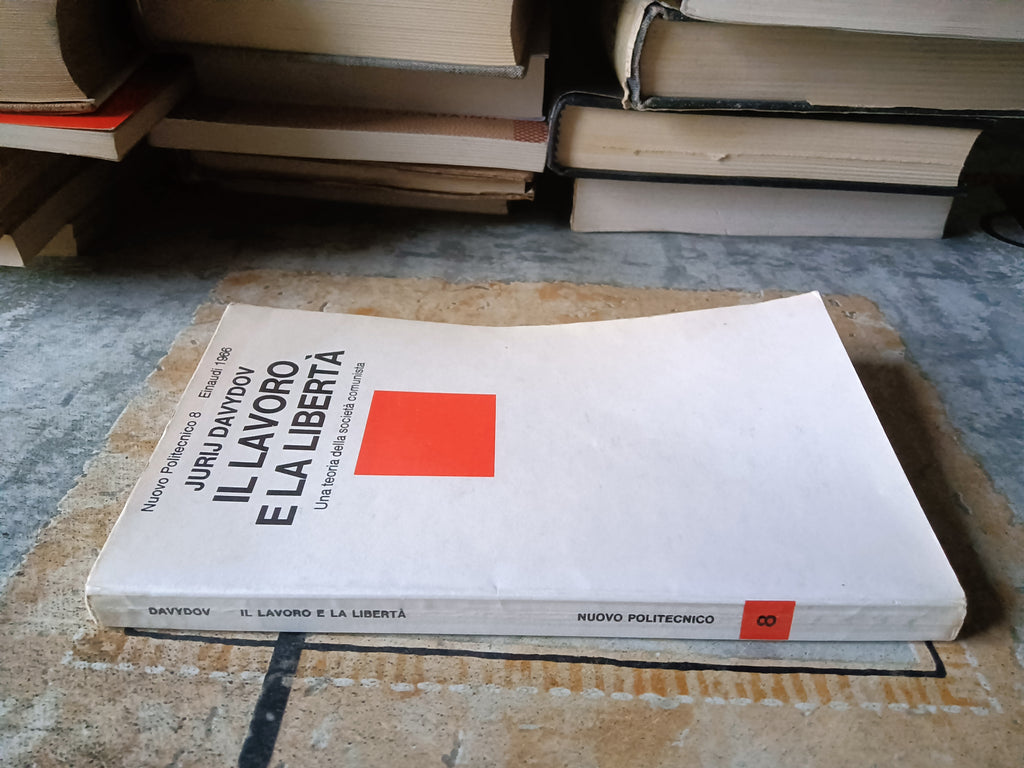 Nuovo Politecnico 8 Einaudi 1966
JURIJ DAVYDOV
IL LAVORO
E LA LIBERTÀ
Una teoria della società comunista
DAVYDOV IL LAVORO E LA LIBERTÀ NUOVO POLITECNICO 8